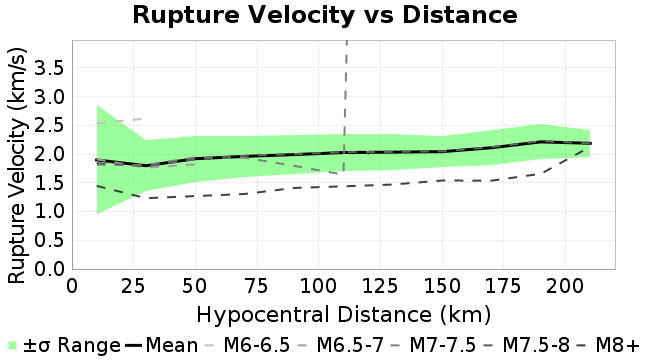 Rupture Velocity vs Distance
Rupture Velocity (km/s)
3.5
3.0
2.5
2.0
1.5
1.0
0.5
0.0
0 25 50 75 100 125 150 175 200
Hypocentral Distance (km)
±σ Range Mean M6-6.5 M6.5-7 M7-7.5 M7.5-8 M8+